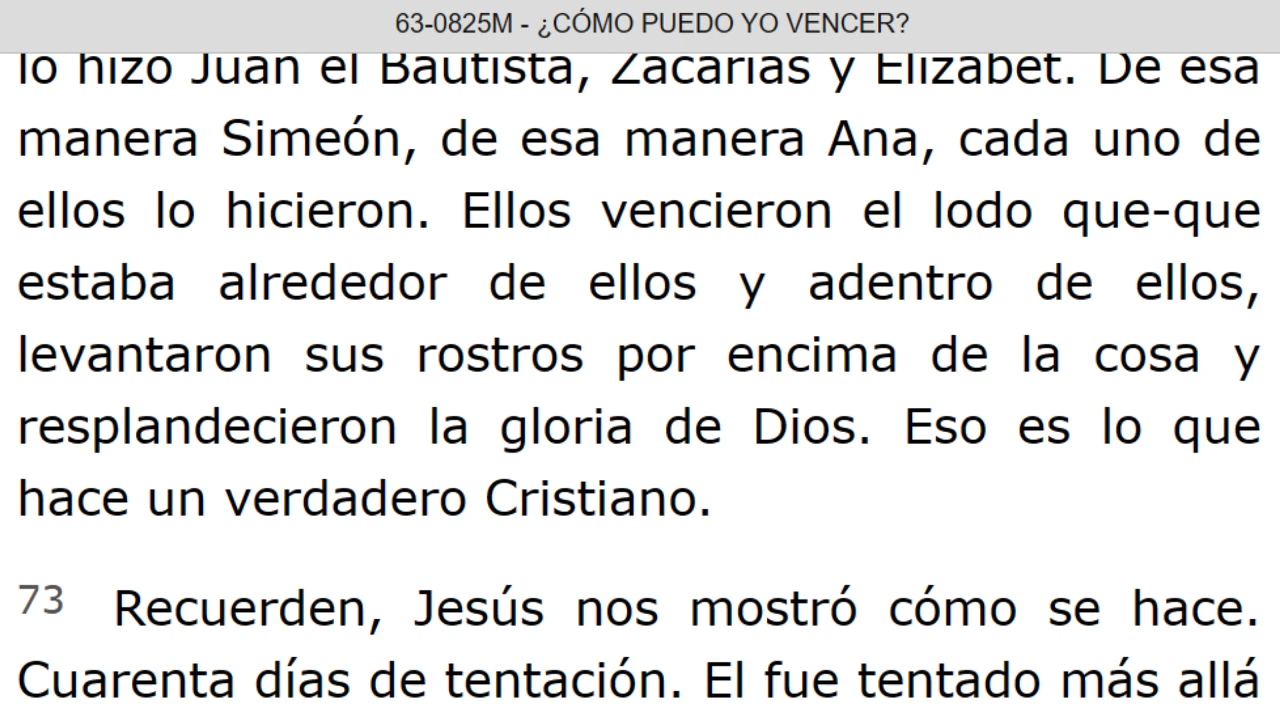 63-0825M - ¿CÓMO PUEDO YO VENCER?
lo hizo Juan el Bautista, Zacarías y Elizabet. De esa
manera Simeón, de esa manera Ana, cada uno de
ellos lo hicieron. Ellos vencieron el lodo que-que
estaba alrededor de ellos y adentro de ellos,
levantaron sus rostros por encima de la cosa y
resplandecieron la gloria de Dios. Eso es lo que
hace un verdadero Cristiano.
73 Recuerden, Jesús nos mostró cómo se hace.
Cuarenta días de tentación. El fue tentado más allá